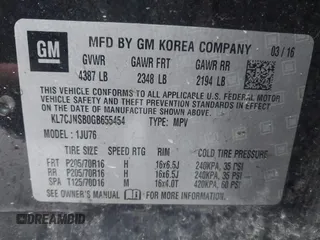 GM
MFD BY GM KOREA COMPANY 03/16
GVWR GAWR FRT GAWR RR
4387 LB 2348 LB 2194 LB
THIS VEHICLE CONFORMS TO ALL APPLICABLE U.S. FEDERAL MOTOR
VEHICLE SAFETY, BUMPER, AND THEFT PREVENTION STANDARDS IN
EFFECT ON THE DATE OF MANUFACTURE SHOWN ABOVE.
KL7CJNSB0GB655454 TYPE: MPV
MODEL: 1JU76
TIRE SIZE SPEED RTG RIM COLD TIRE PRESSURE
FRT P205/70R16 H 16x6.5J 240KPA, 35 PSI
RR P205/70R16 H 16x6.5J 240KPA, 35 PSI
SPA T125/70D16 M 16x4.0T 420KPA, 60 PSI
SEE OWNER'S MANUAL FOR ADDITIONAL INFORMATION
DREAMBID